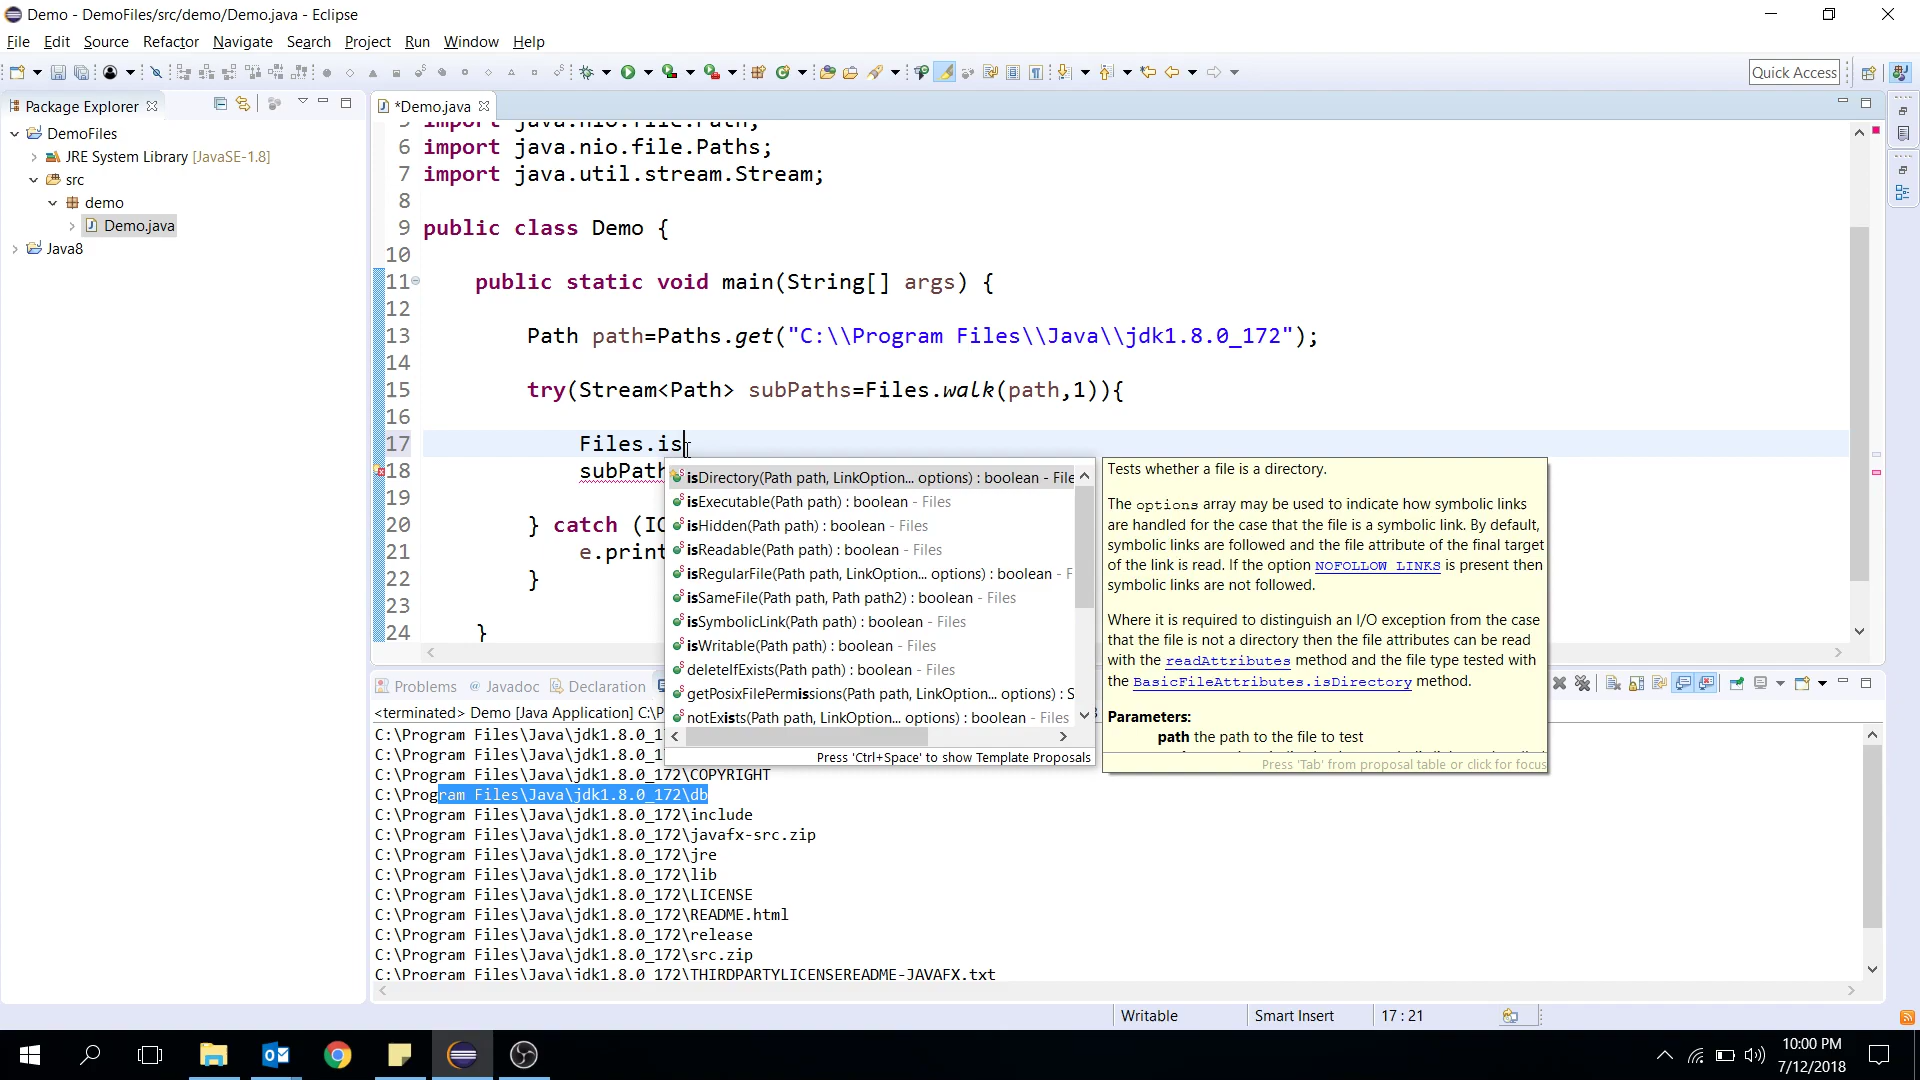 Demo - DemoFiles/src/demo/Demo.java - Eclipse
File Edit Source Refactor Navigate Search Project Run Window Help
Quick Access
Package Explorer
DemoFiles
JRE System Library [JavaSE-1.8]
src
demo
Demo.java
Java8
*Demo.java
import java.nio.file.Path;
6 import java.nio.file.Paths;
7 import java.util.stream.Stream;
8
9 public class Demo {
10
11 public static void main(String[] args) {
12
13 Path path=Paths.get("C:\\Program Files\\Java\\jdk1.8.0_172");
14
15 try(Stream<Path> subPaths=Files.walk(path,1)){
16
17 Files.is
18 subPath
19
20 } catch (IO
21 e.print
22 }
23
24 }
isDirectory(Path path, LinkOption... options) : boolean - File
isExecutable(Path path) : boolean - Files
isHidden(Path path) : boolean - Files
isReadable(Path path) : boolean - Files
isRegularFile(Path path, LinkOption... options) : boolean - F
isSameFile(Path path, Path path2) : boolean - Files
isSymbolicLink(Path path) : boolean - Files
isWritable(Path path) : boolean - Files
deleteIfExists(Path path) : boolean - Files
getPosixFilePermissions(Path path, LinkOption... options) : S
notExists(Path path, LinkOption... options) : boolean - Files
Press 'Ctrl+Space' to show Template Proposals
Tests whether a file is a directory.
The options array may be used to indicate how symbolic links
are handled for the case that the file is a symbolic link. By default,
symbolic links are followed and the file attribute of the final target
of the link is read. If the option NOFOLLOW_LINKS is present then
symbolic links are not followed.
Where it is required to distinguish an I/O exception from the case
that the file is not a directory then the file attributes can be read
with the readAttributes method and the file type tested with
the BasicFileAttributes.isDirectory method.
Parameters:
path the path to the file to test
Press 'Tab' from proposal table or click for focus
Problems @ Javadoc Declaration
<terminated> Demo [Java Application] C:\P
C:\Program Files\Java\jdk1.8.0_1
C:\Program Files\Java\jdk1.8.0_1
C:\Program Files\Java\jdk1.8.0_172\COPYRIGHT
C:\Program Files\Java\jdk1.8.0_172\db
C:\Program Files\Java\jdk1.8.0_172\include
C:\Program Files\Java\jdk1.8.0_172\javafx-src.zip
C:\Program Files\Java\jdk1.8.0_172\jre
C:\Program Files\Java\jdk1.8.0_172\lib
C:\Program Files\Java\jdk1.8.0_172\LICENSE
C:\Program Files\Java\jdk1.8.0_172\README.html
C:\Program Files\Java\jdk1.8.0_172\release
C:\Program Files\Java\jdk1.8.0_172\src.zip
C:\Program Files\Java\jdk1.8.0_172\THIRDPARTYLICENSEREADME-JAVAFX.txt
Writable Smart Insert 17 : 21
10:00 PM
7/12/2018